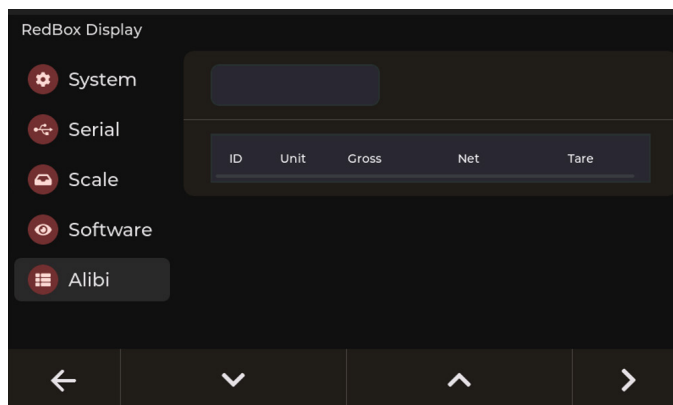 RedBox Display
System
Serial
Scale
Software
Alibi
ID Unit Gross Net Tare